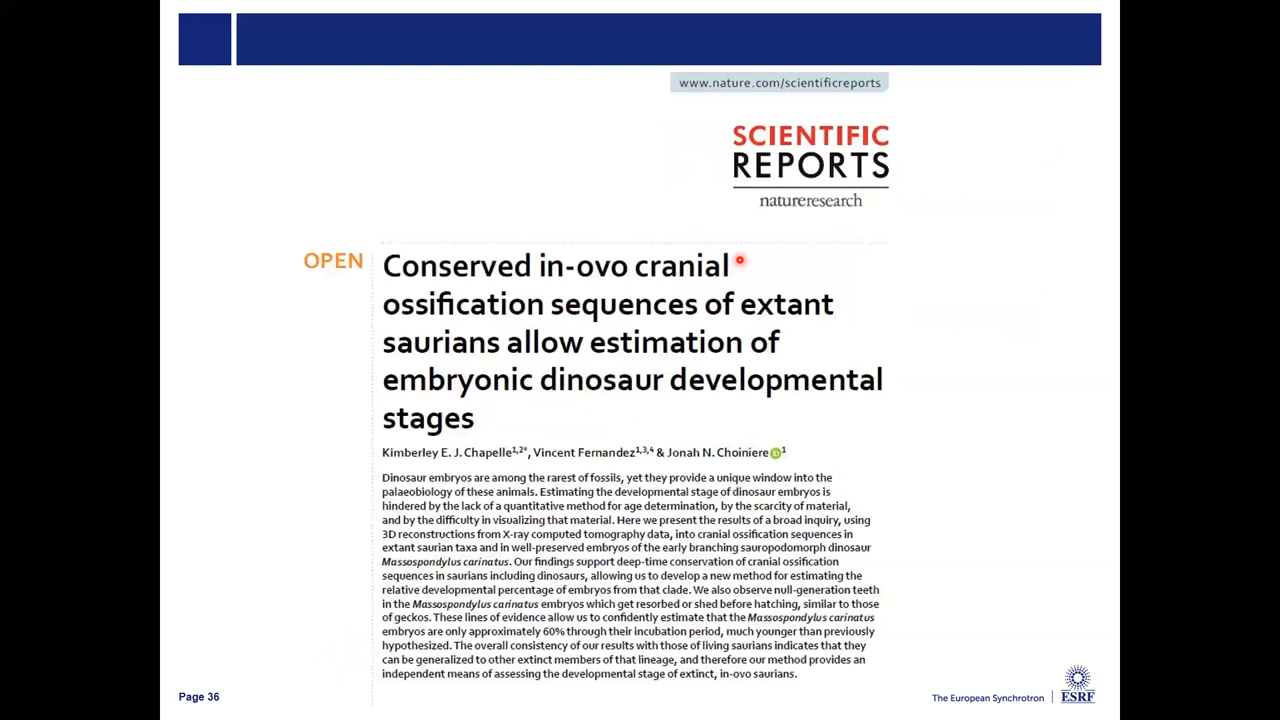 www.nature.com/scientificreports
SCIENTIFIC
REPORTS
natureresearch
OPEN
Conserved in-ovo cranial
ossification sequences of extant
saurians allow estimation of
embryonic dinosaur developmental
stages
Kimberley E. J. Chapelle1,2*, Vincent Fernandez1,3,4 & Jonah N. Choiniere iD 1
Dinosaur embryos are among the rarest of fossils, yet they provide a unique window into the
palaeobiology of these animals. Estimating the developmental stage of dinosaur embryos is
hindered by the lack of a quantitative method for age determination, by the scarcity of material,
and by the difficulty in visualizing that material. Here we present the results of a broad inquiry, using
3D reconstructions from X-ray computed tomography data, into cranial ossification sequences in
extant saurian taxa and in well-preserved embryos of the early branching sauropodomorph dinosaur
Massospondylus carinatus. Our findings support deep-time conservation of cranial ossification
sequences in saurians including dinosaurs, allowing us to develop a new method for estimating the
relative developmental percentage of embryos from that clade. We also observe null-generation teeth
in the Massospondylus carinatus embryos which get resorbed or shed before hatching, similar to those
of geckos. These lines of evidence allow us to confidently estimate that the Massospondylus carinatus
embryos are only approximately 60% through their incubation period, much younger than previously
hypothesized. The overall consistency of our results with those of living saurians indicates that they
can be generalized to other extinct members of that lineage, and therefore our method provides an
independent means of assessing the developmental stage of extinct, in-ovo saurians.
Page 36
The European Synchrotron
ESRF